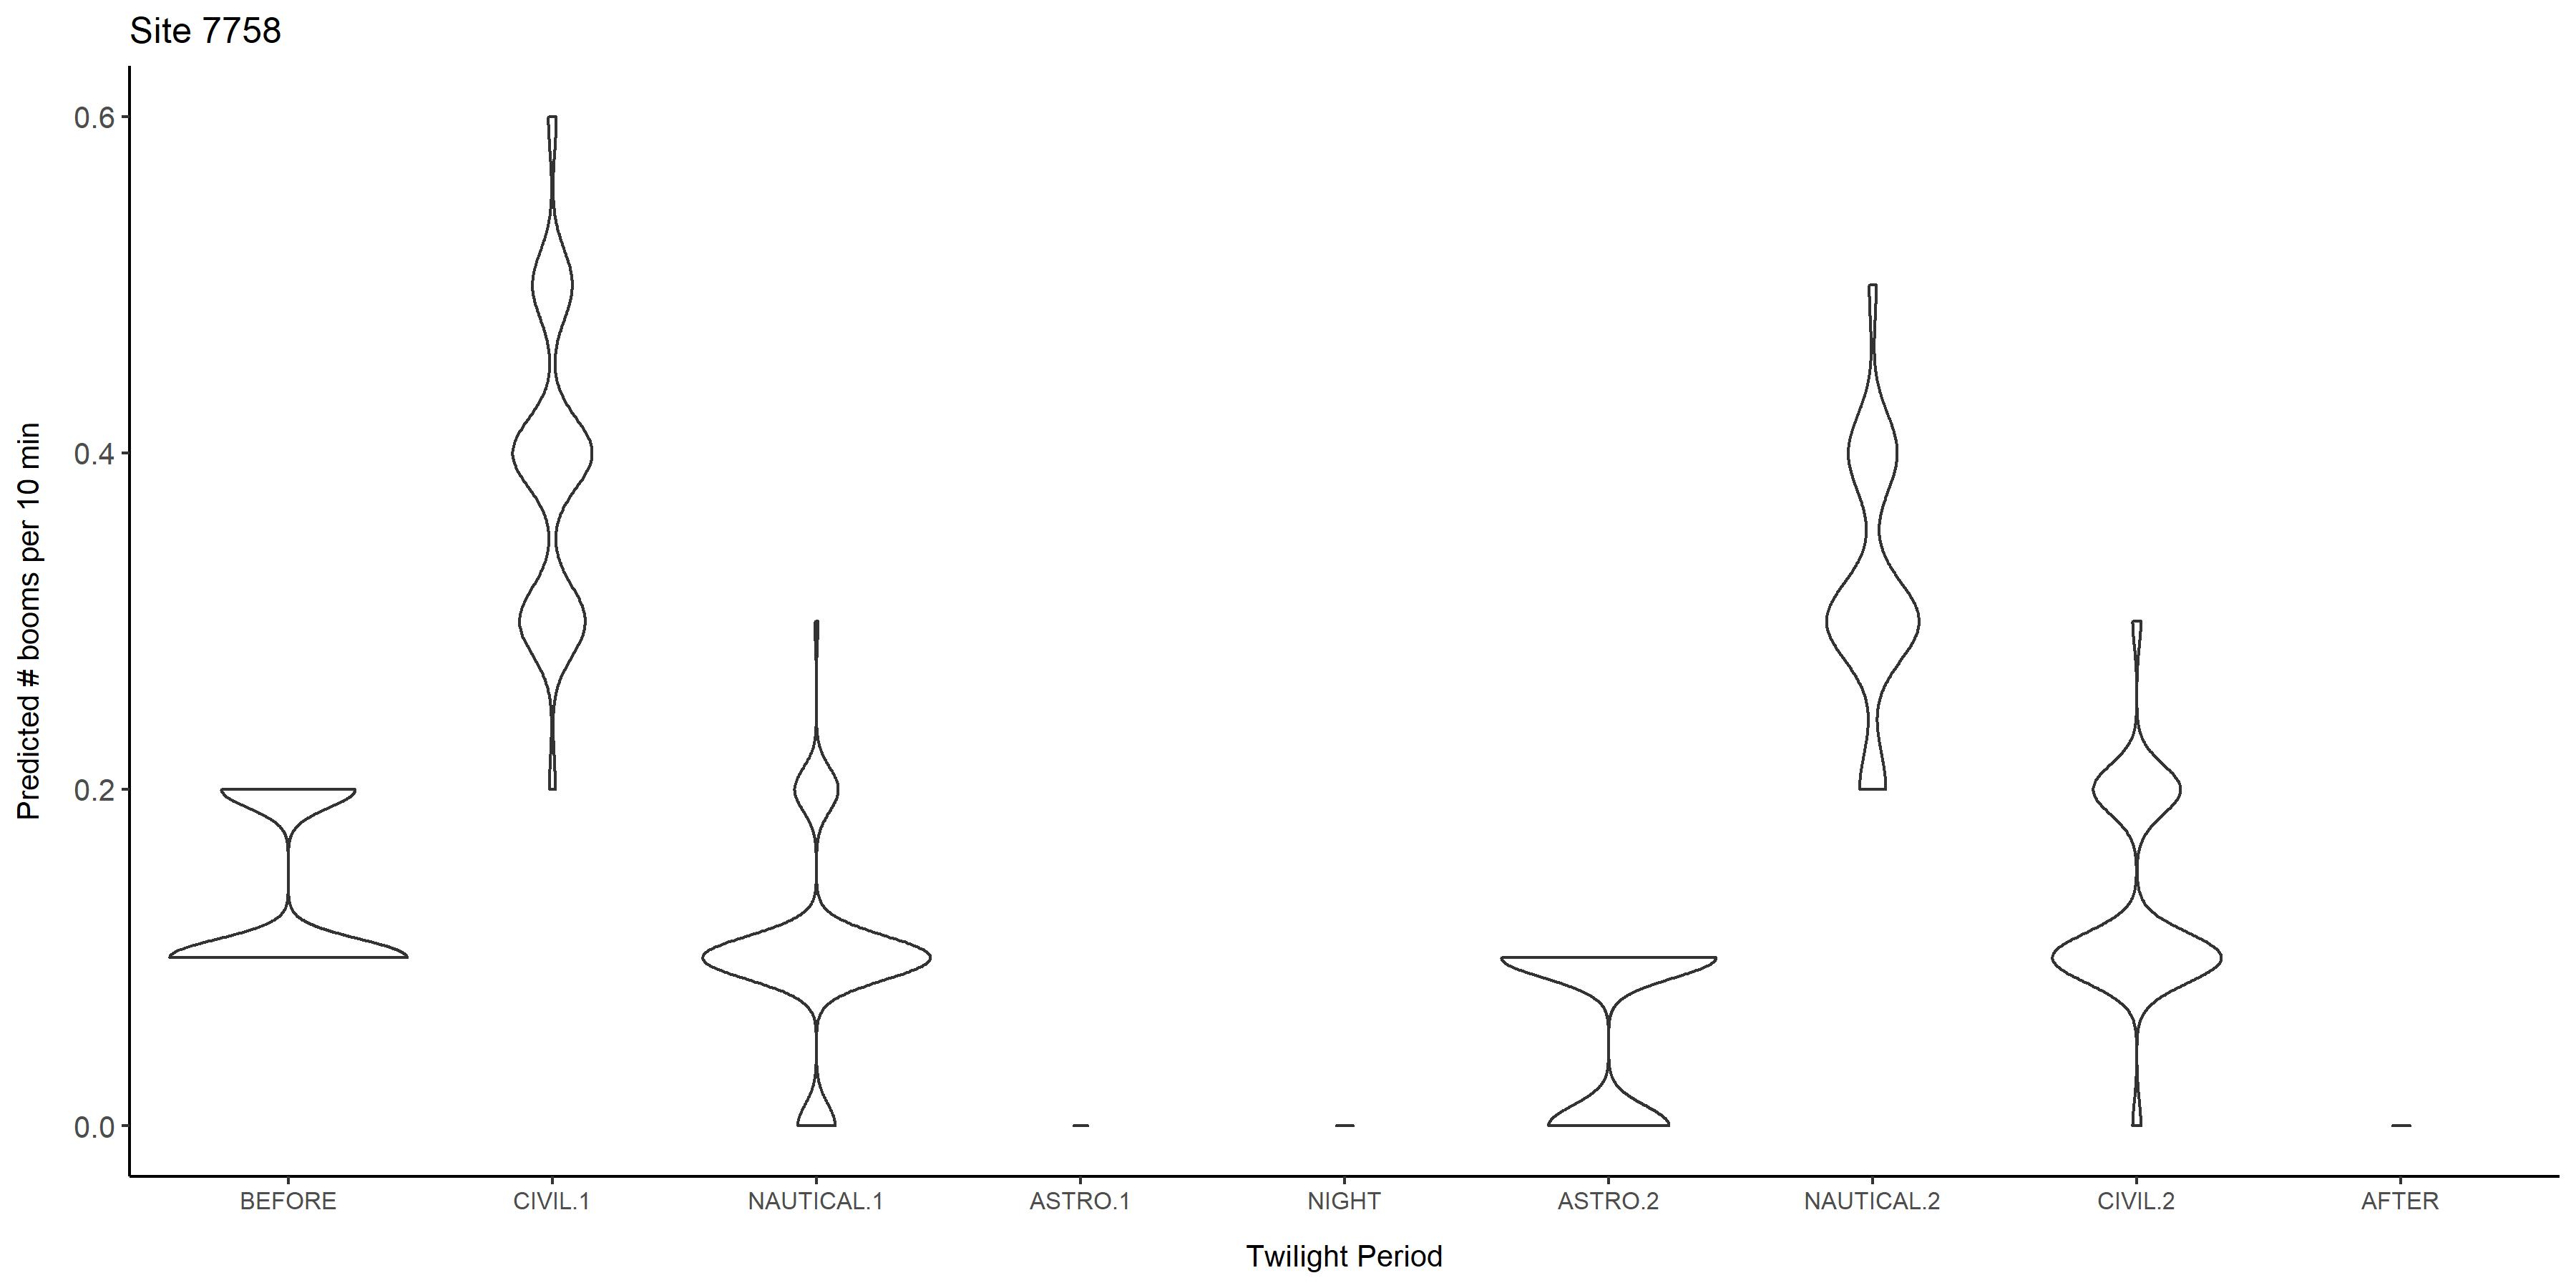 Site 7758
0.6
0.4
0.2
0.0
Predicted # booms per 10 min
BEFORE CIVIL.1 NAUTICAL.1 ASTRO.1 NIGHT ASTRO.2 NAUTICAL.2 CIVIL.2 AFTER
Twilight Period